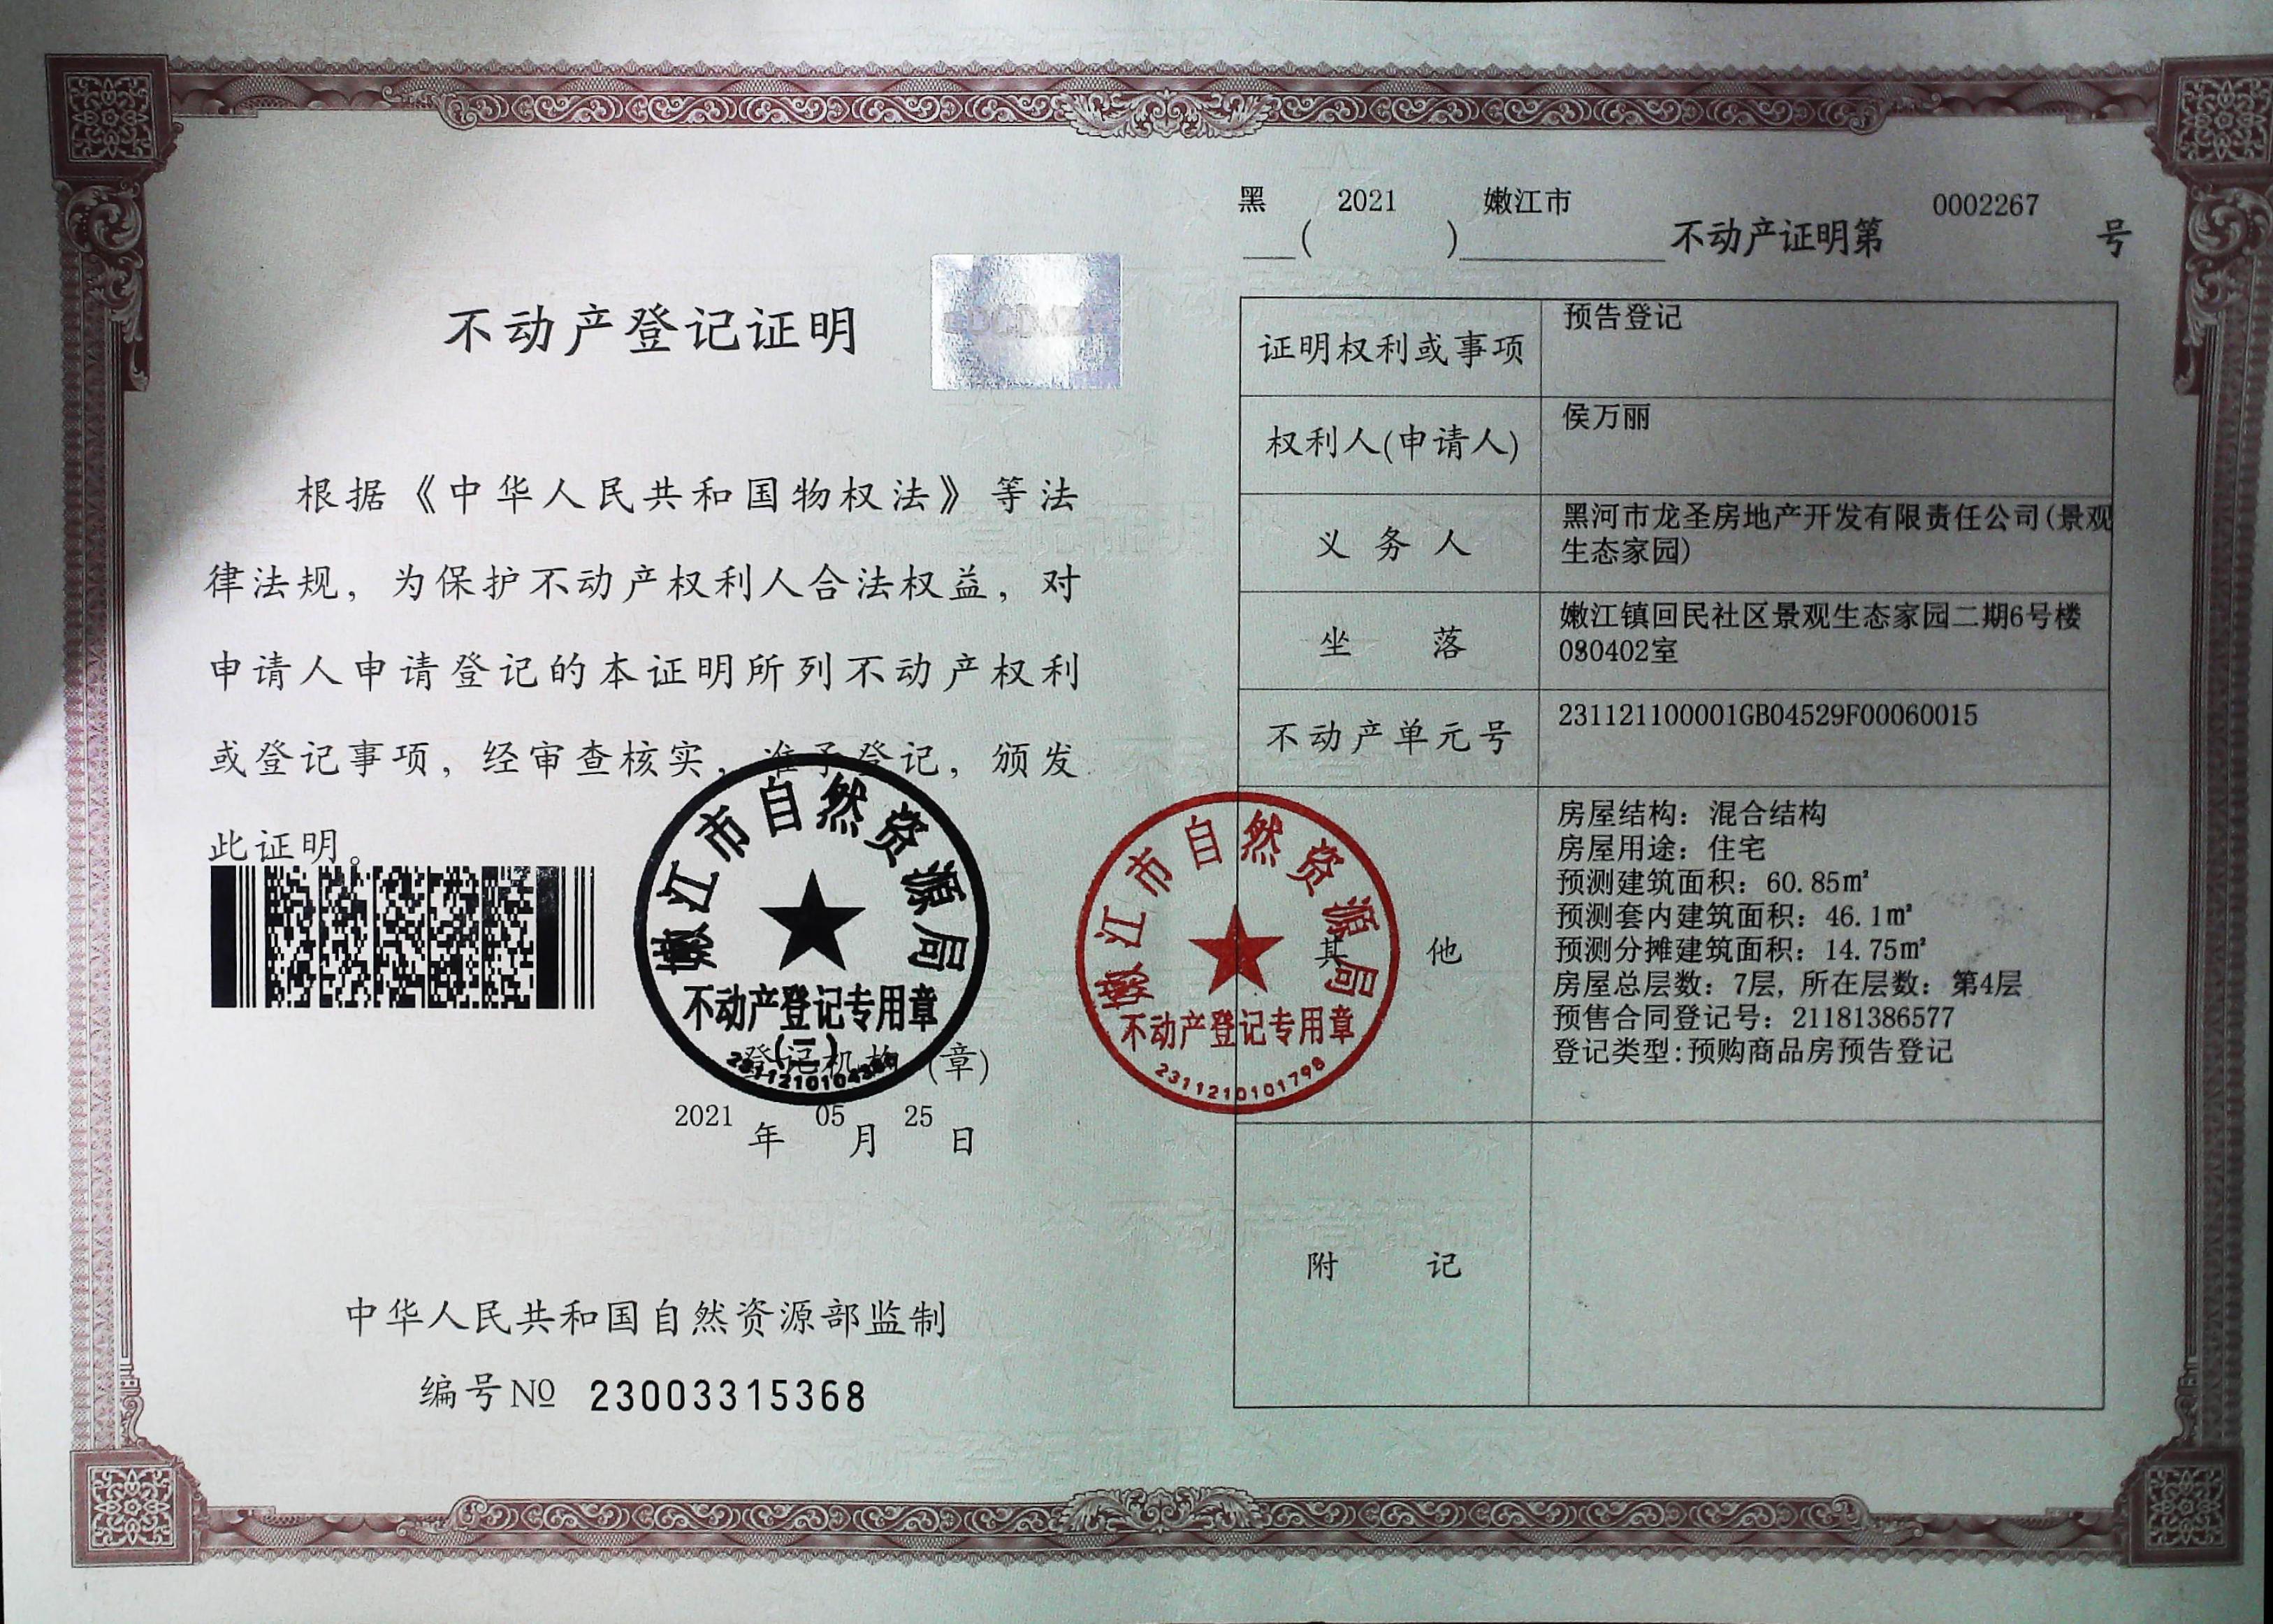 不动产登记证明
根据《中华人民共和国物权法》等法
律法规，为保护不动产权利人合法权益，对
申请人申请登记的本证明所列不动产权利
或登记事项，经审查核实，准予登记，颁发
此证明。
嫩江市自然资源局
不动产登记专用章
(二)
登记机构(章)
2021年05月25日
中华人民共和国自然资源部监制
编号№ 23003315368
黑(2021)嫩江市不动产证明第0002267号
证明权利或事项 预告登记
权利人(申请人) 侯万丽
义务人 黑河市龙圣房地产开发有限责任公司(景观
生态家园)
坐落 嫩江镇回民社区景观生态家园二期6号楼
室
不动产单元号 231121100001GB04529F00060015
其他
房屋结构：混合结构
房屋用途：住宅
预测建筑面积：60.85㎡
预测套内建筑面积：46.1㎡
预测分摊建筑面积：14.75㎡
房屋总层数：7层，所在层数：第4层
预售合同登记号：21181386577
登记类型:预购商品房预告登记
嫩江市自然资源局
不动产登记专用章
2311210101798
附记